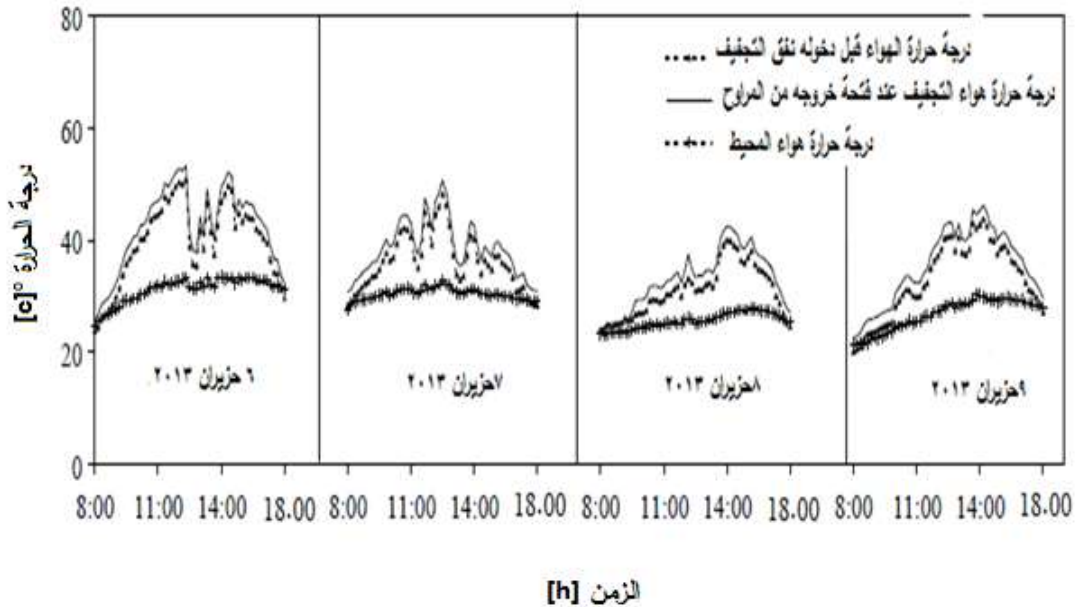 80
60
40
20
0
درجة الحرارة °[c]
درجة حرارة الهواء قبل دخوله نفق التجفيف
درجة حرارة هواء التجفيف عند فتحة خروجه من المراوح
درجة حرارة هواء المحيط
٦ حزيران ٢٠١٣
٧حزيران ٢٠١٣
٨حزيران ٢٠١٣
٩حزيران ٢٠١٣
8:00 11:00 14:00 18.00 8:00 11:00 14:00 18.00 8:00 11:00 14:00 18.00 8:00 11:00 14:00 18.00
الزمن [h]